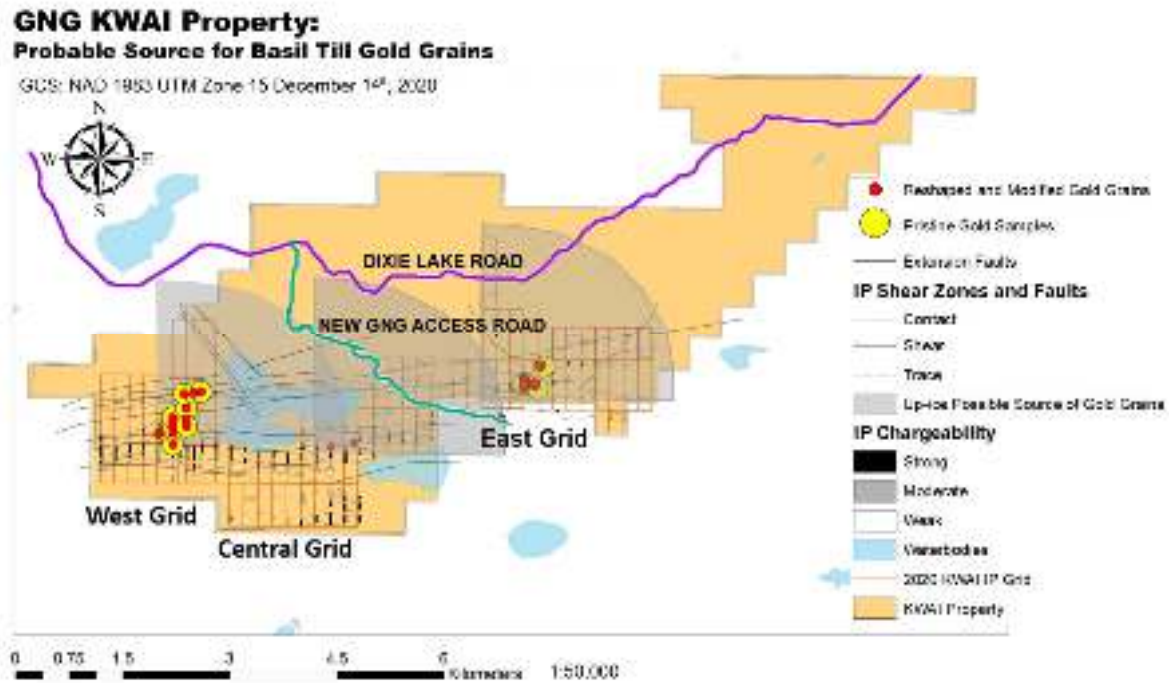 GNG KWAI Property:
Probable Source for Basil Till Gold Grains
GCS: NAD 1983 UTM Zone 15 December 14th, 2020
N
W E
S
DIXIE LAKE ROAD
NEW GNG ACCESS ROAD
East Grid
West Grid
Central Grid
Reshaped and Modified Gold Grains
Pristine Gold Samples
Extension Faults
IP Shear Zones and Faults
Contact
Shear
Trace
Up-ice Possible Source of Gold Grains
IP Chargeability
Strong
Moderate
Weak
Waterbodies
2020 KWAI IP Grid
KWAI Property
0 0.75 1.5 3 4.5 6
Kilometers 1:50,000